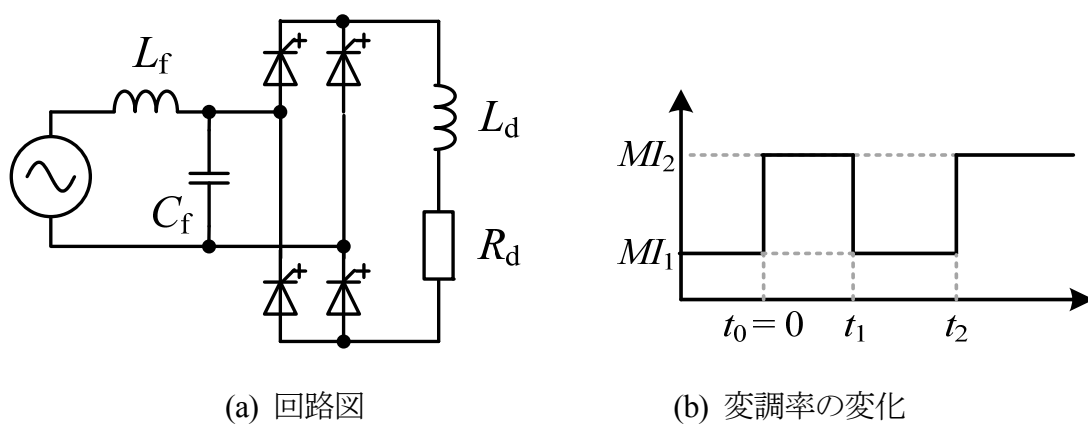 L_f
C_f
L_d
R_d
(a) 回路図
MI_2
MI_1
t_0 = 0
t_1
t_2
(b) 変調率の変化